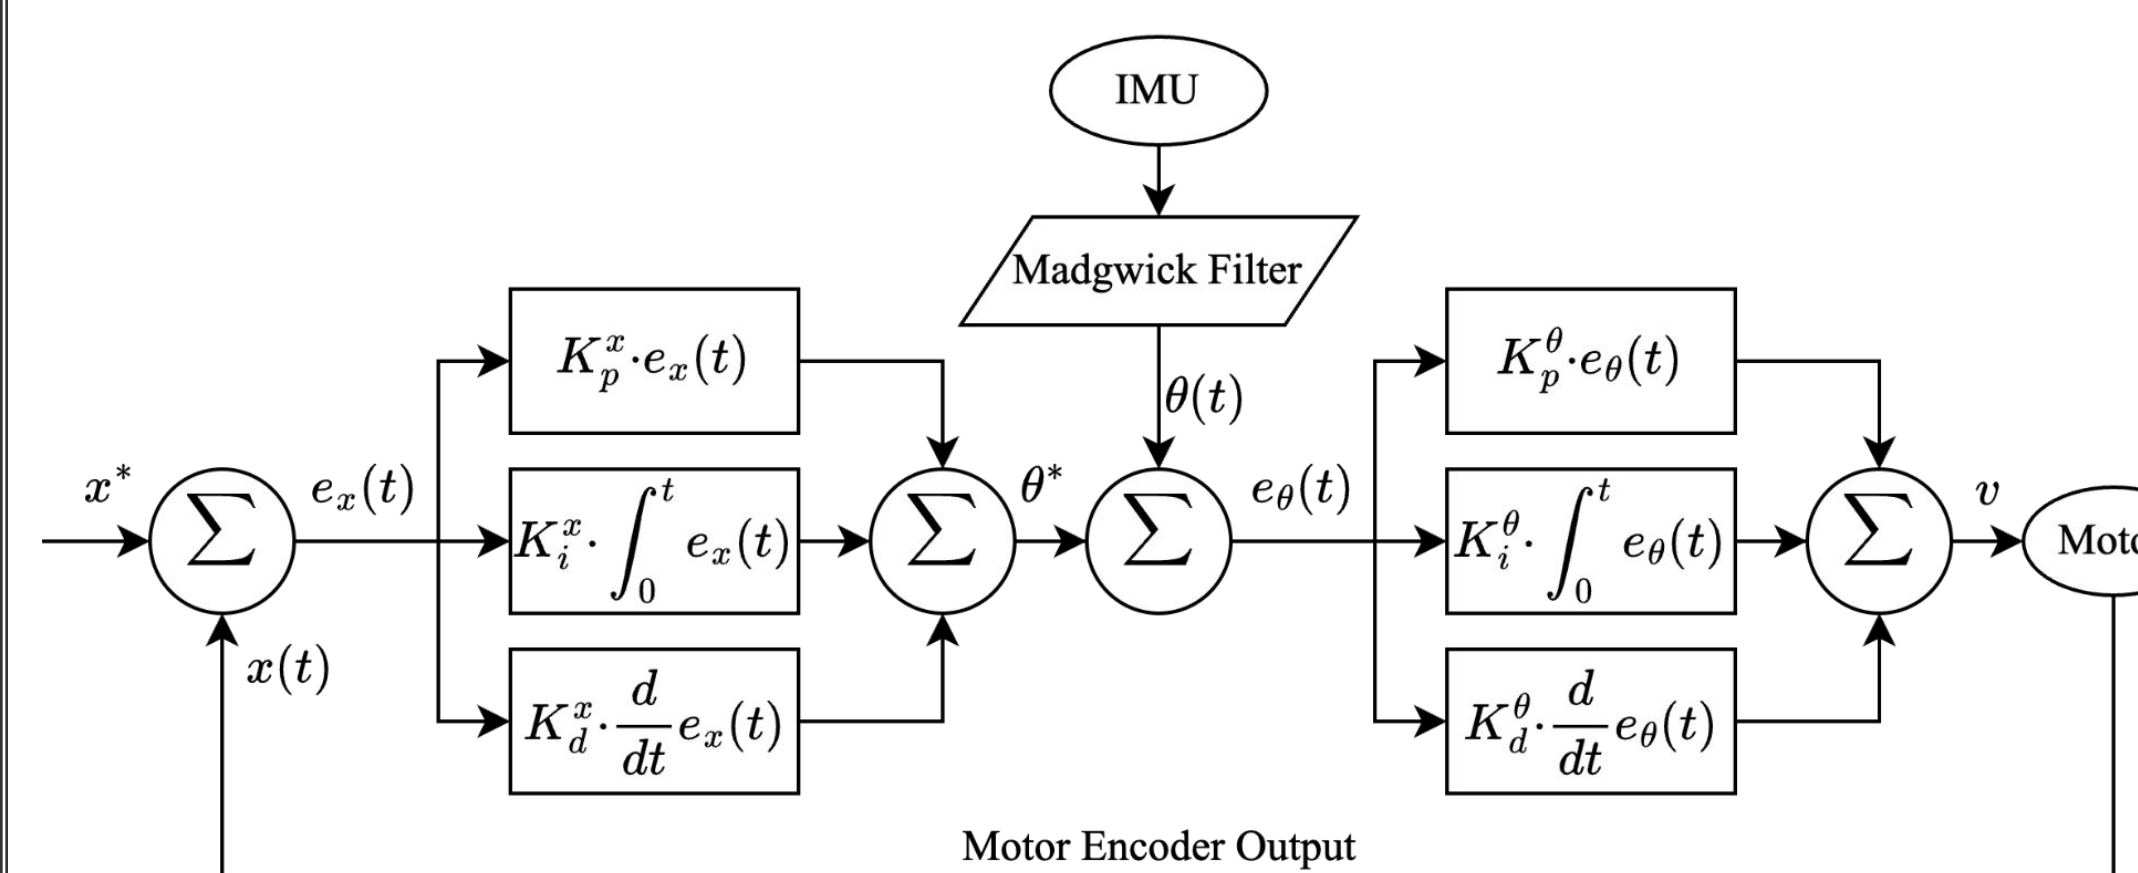 IMU
Madgwick Filter
θ(t)
x*
e_x(t)
x(t)
K_p^x·e_x(t)
K_i^x·∫_0^t e_x(t)
K_d^x·d/dt e_x(t)
θ*
e_θ(t)
K_p^θ·e_θ(t)
K_i^θ·∫_0^t e_θ(t)
K_d^θ·d/dt e_θ(t)
Σ
Σ
Σ
Σ
v
Motor Encoder Output